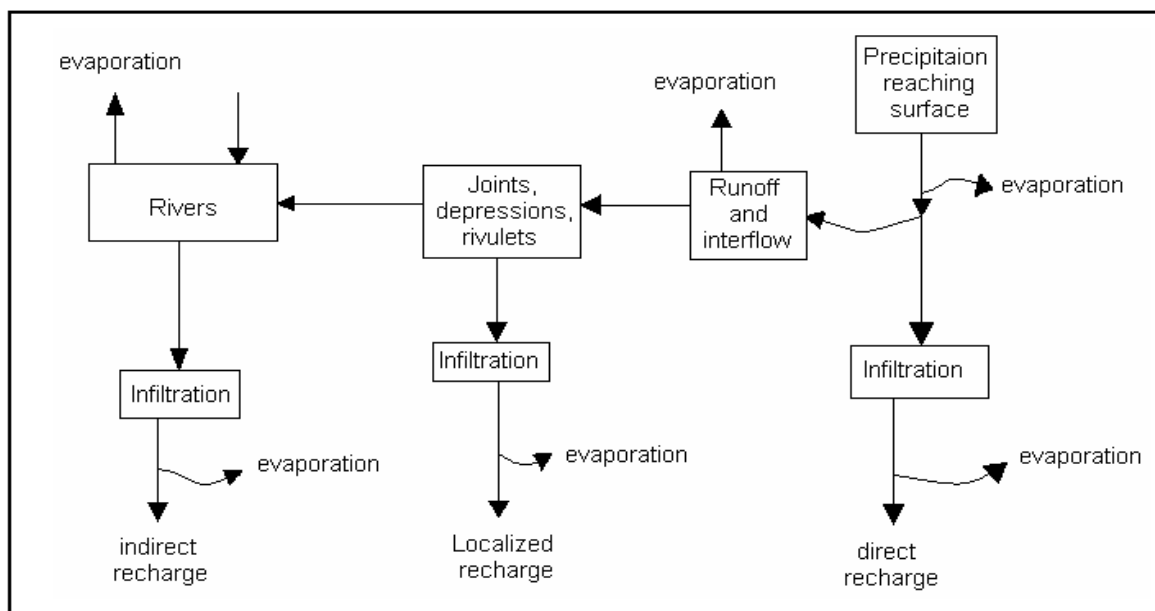 evaporation
evaporation
Precipitaion
reaching
surface
evaporation
Rivers
Joints,
depressions,
rivulets
Runoff
and
interflow
Infiltration
Infiltration
Infiltration
evaporation
evaporation
evaporation
indirect
recharge
Localized
recharge
direct
recharge